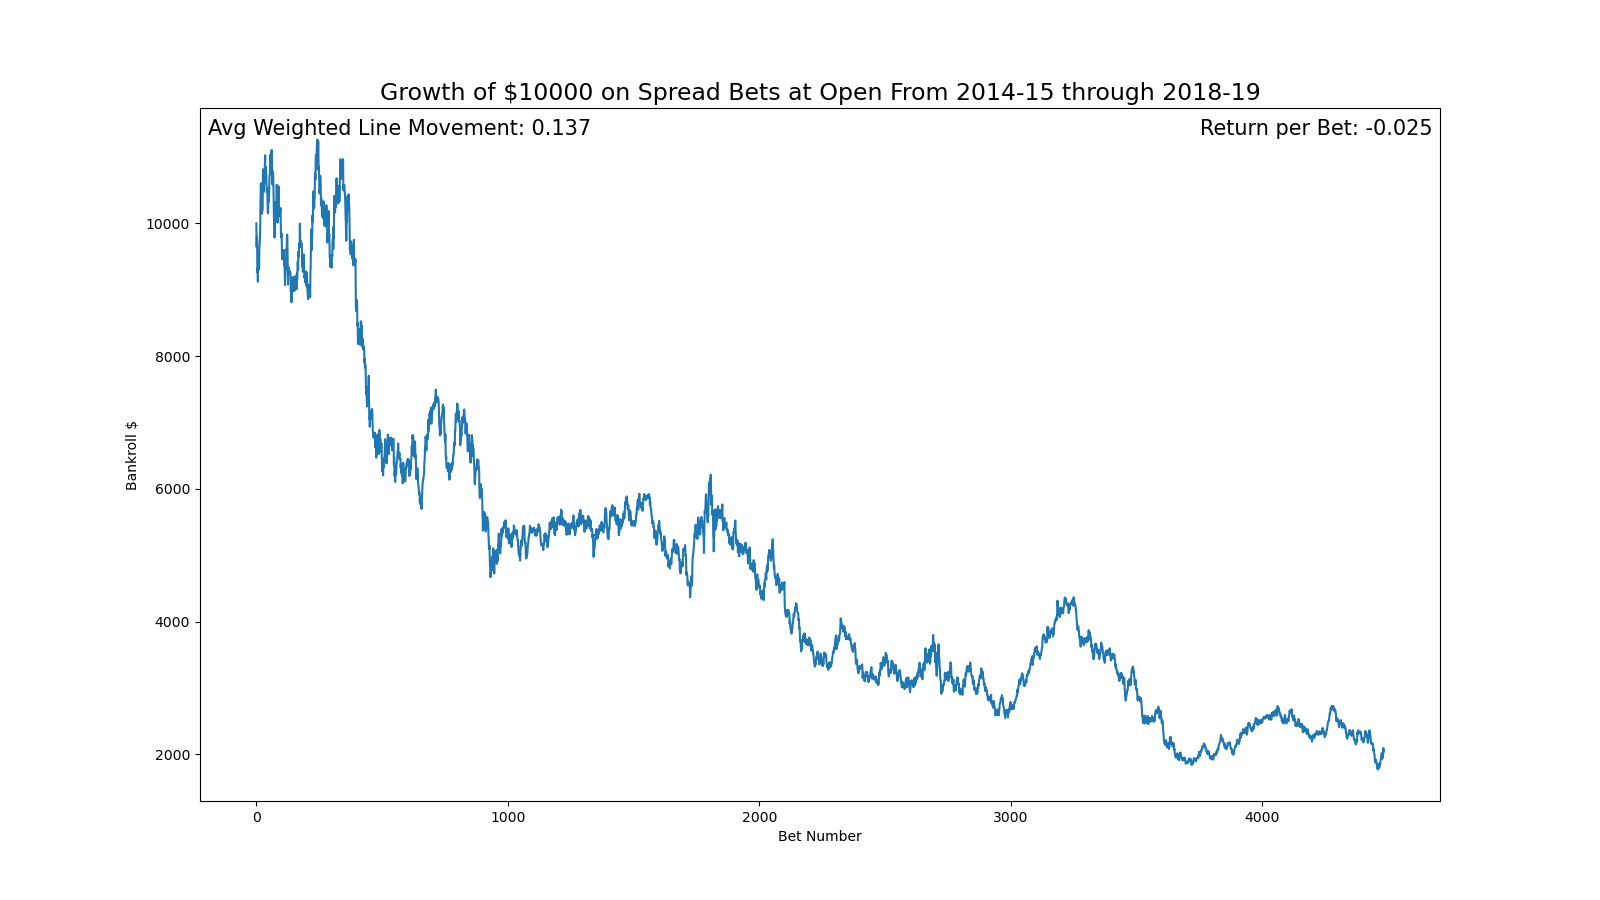 Growth of $10000 on Spread Bets at Open From 2014-15 through 2018-19
Avg Weighted Line Movement: 0.137
Return per Bet: -0.025
10000
8000
6000
4000
2000
Bankroll $
0
1000
2000
3000
4000
Bet Number